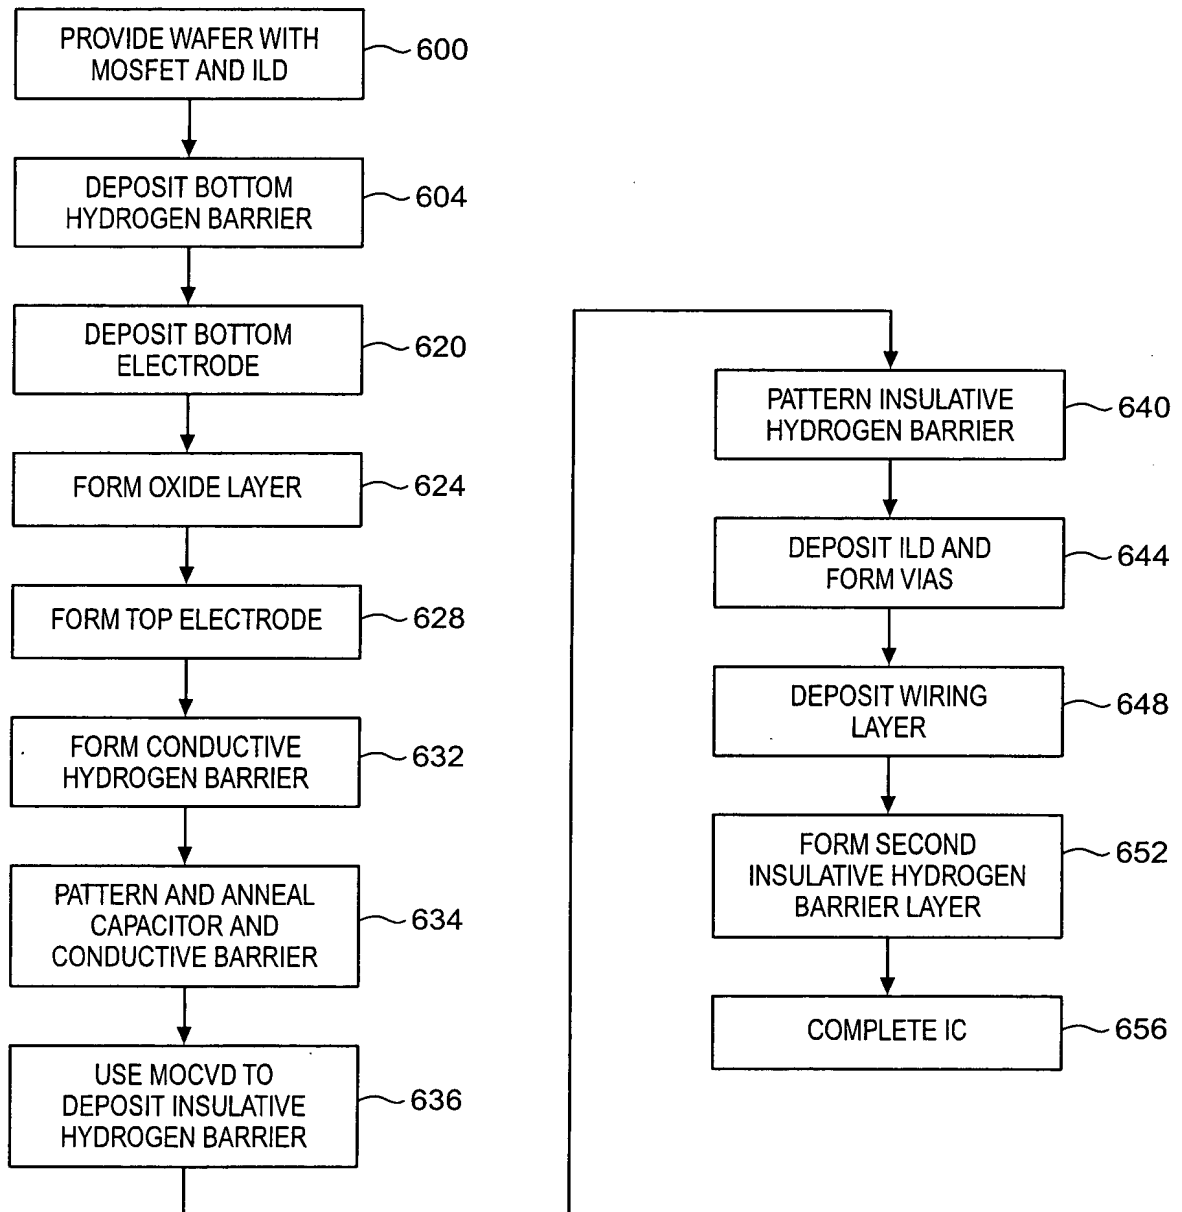 PROVIDE WAFER WITH
MOSFET AND ILD
600
DEPOSIT BOTTOM
HYDROGEN BARRIER
604
DEPOSIT BOTTOM
ELECTRODE
620
FORM OXIDE LAYER
624
FORM TOP ELECTRODE
628
FORM CONDUCTIVE
HYDROGEN BARRIER
632
PATTERN AND ANNEAL
CAPACITOR AND
CONDUCTIVE BARRIER
634
USE MOCVD TO
DEPOSIT INSULATIVE
HYDROGEN BARRIER
636
PATTERN INSULATIVE
HYDROGEN BARRIER
640
DEPOSIT ILD AND
FORM VIAS
644
DEPOSIT WIRING
LAYER
648
FORM SECOND
INSULATIVE HYDROGEN
BARRIER LAYER
652
COMPLETE IC
656